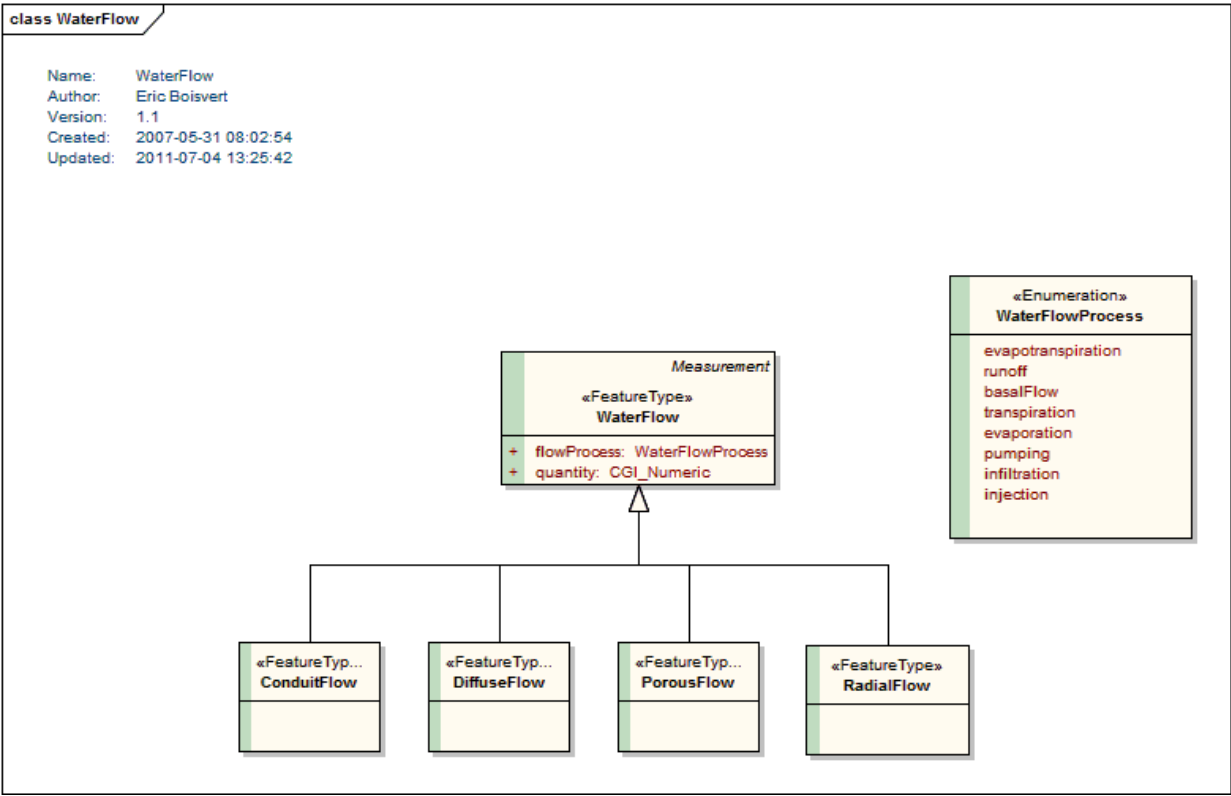 class WaterFlow
Name: WaterFlow
Author: Eric Boisvert
Version: 1.1
Created: 2007-05-31 08:02:54
Updated: 2011-07-04 13:25:42
«Enumeration»
WaterFlowProcess
evapotranspiration
runoff
basalFlow
transpiration
evaporation
pumping
infiltration
injection
Measurement
«FeatureType»
WaterFlow
+ flowProcess: WaterFlowProcess
+ quantity: CGI_Numeric
«FeatureTyp...
ConduitFlow
«FeatureTyp...
DiffuseFlow
«FeatureTyp...
PorousFlow
«FeatureType»
RadialFlow